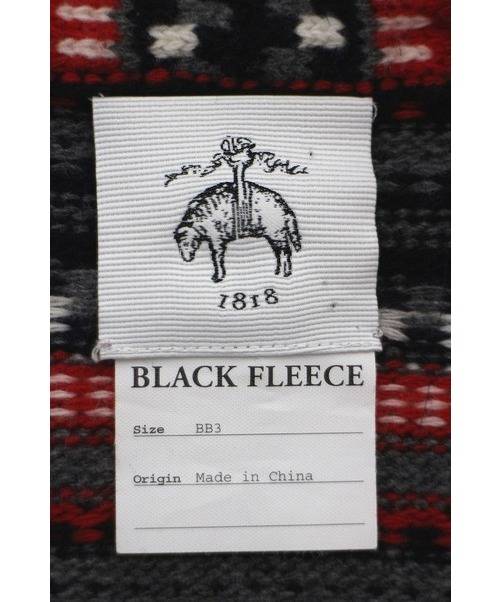 1818
BLACK FLEECE
Size BB3
Origin Made in China